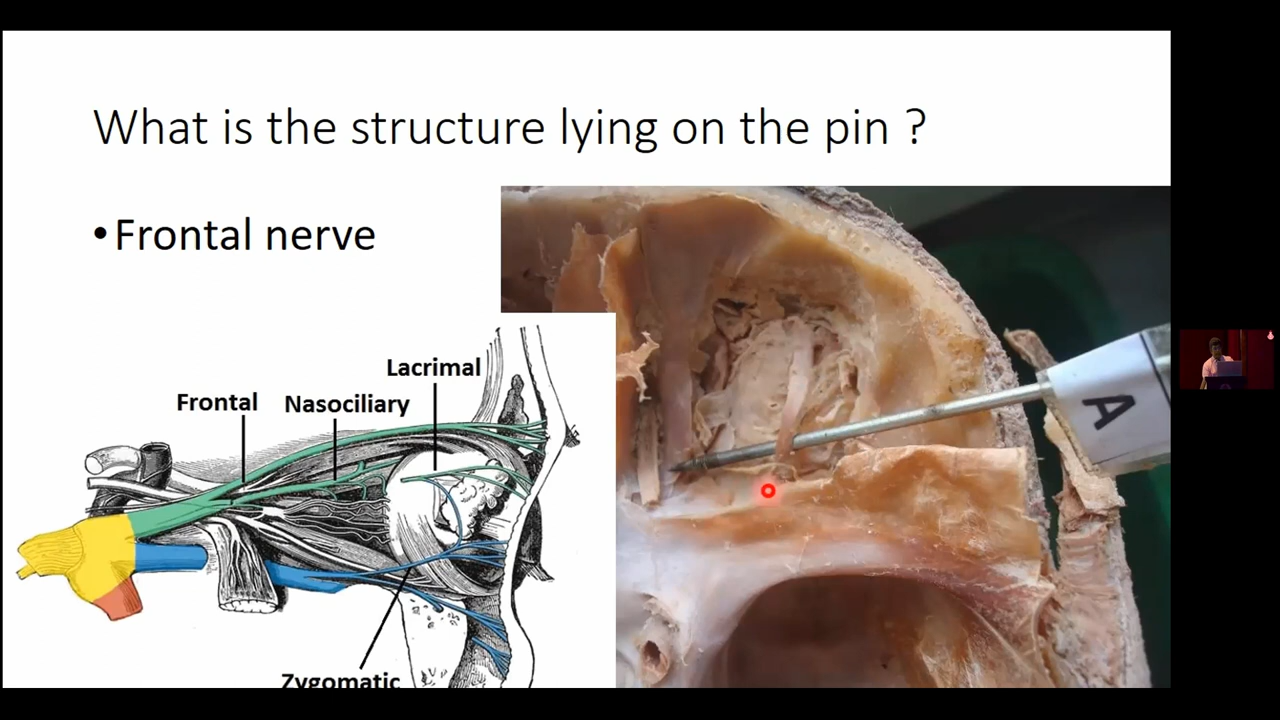 What is the structure lying on the pin ?
• Frontal nerve
Lacrimal
Frontal Nasociliary
Zygomatic
A